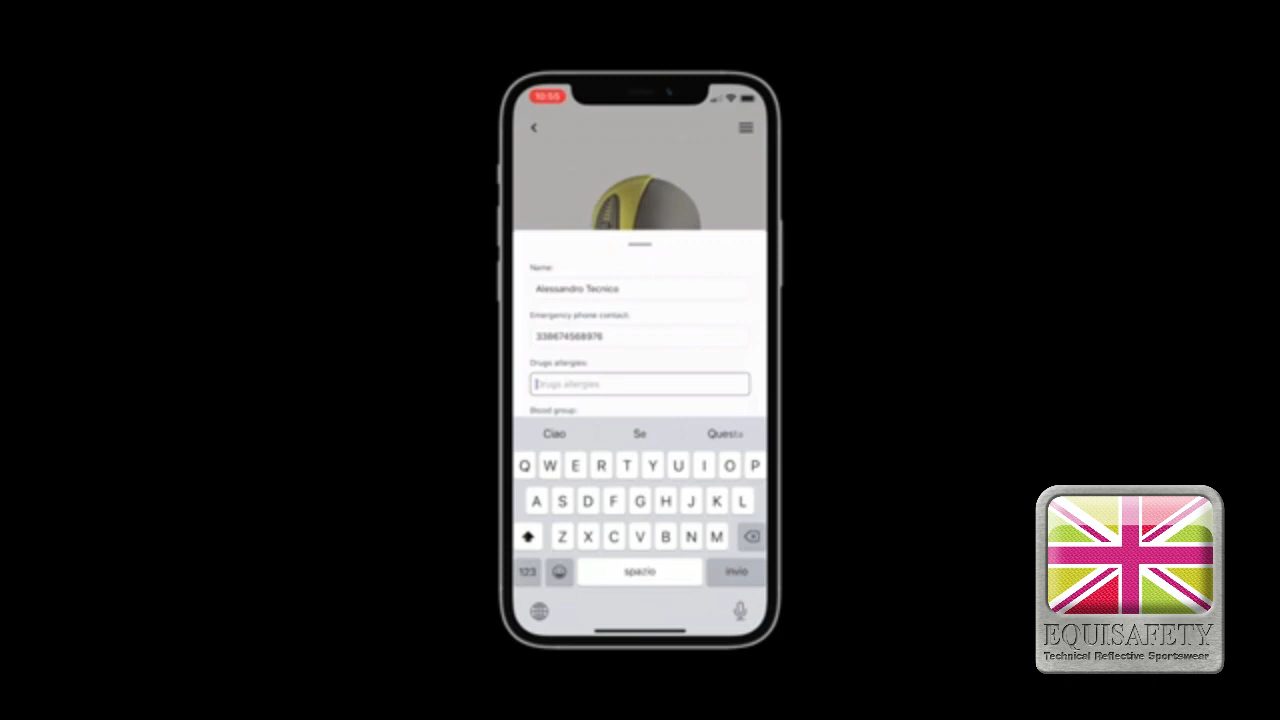 10:55
Name:
Alessandro Tecnico
Emergency phone contact:
338674568976
Drugs allergies:
Drugs allergies
Blood group:
Ciao Se Questa
Q W E R T Y U I O P
A S D F G H J K L
Z X C V B N M
123 spazio invio
EQUISAFETY
Technical Reflective Sportswear